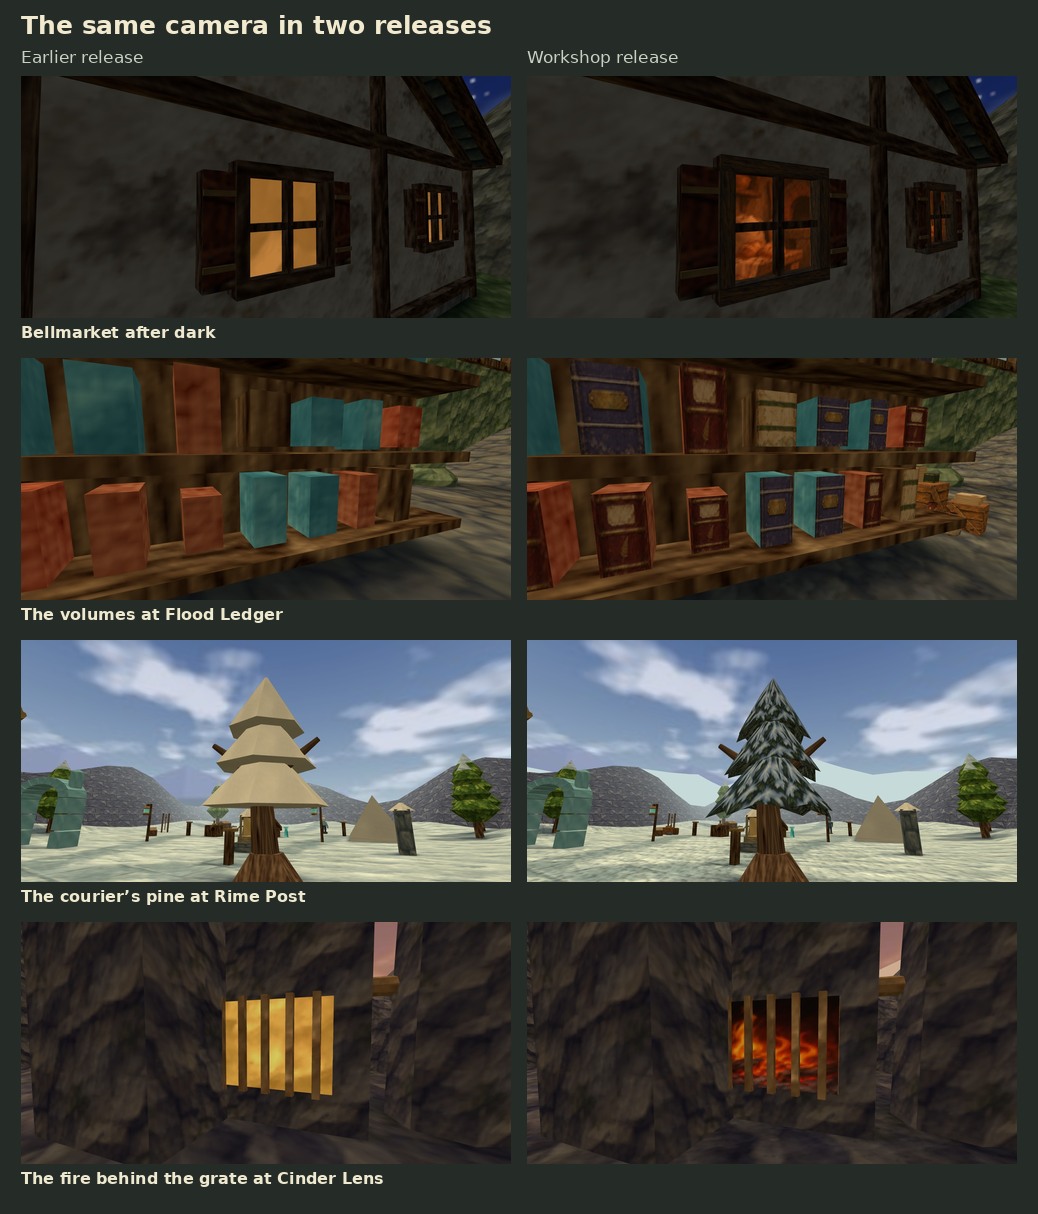 The same camera in two releases
Earlier release
Workshop release
Bellmarket after dark
The volumes at Flood Ledger
The courier’s pine at Rime Post
The fire behind the grate at Cinder Lens